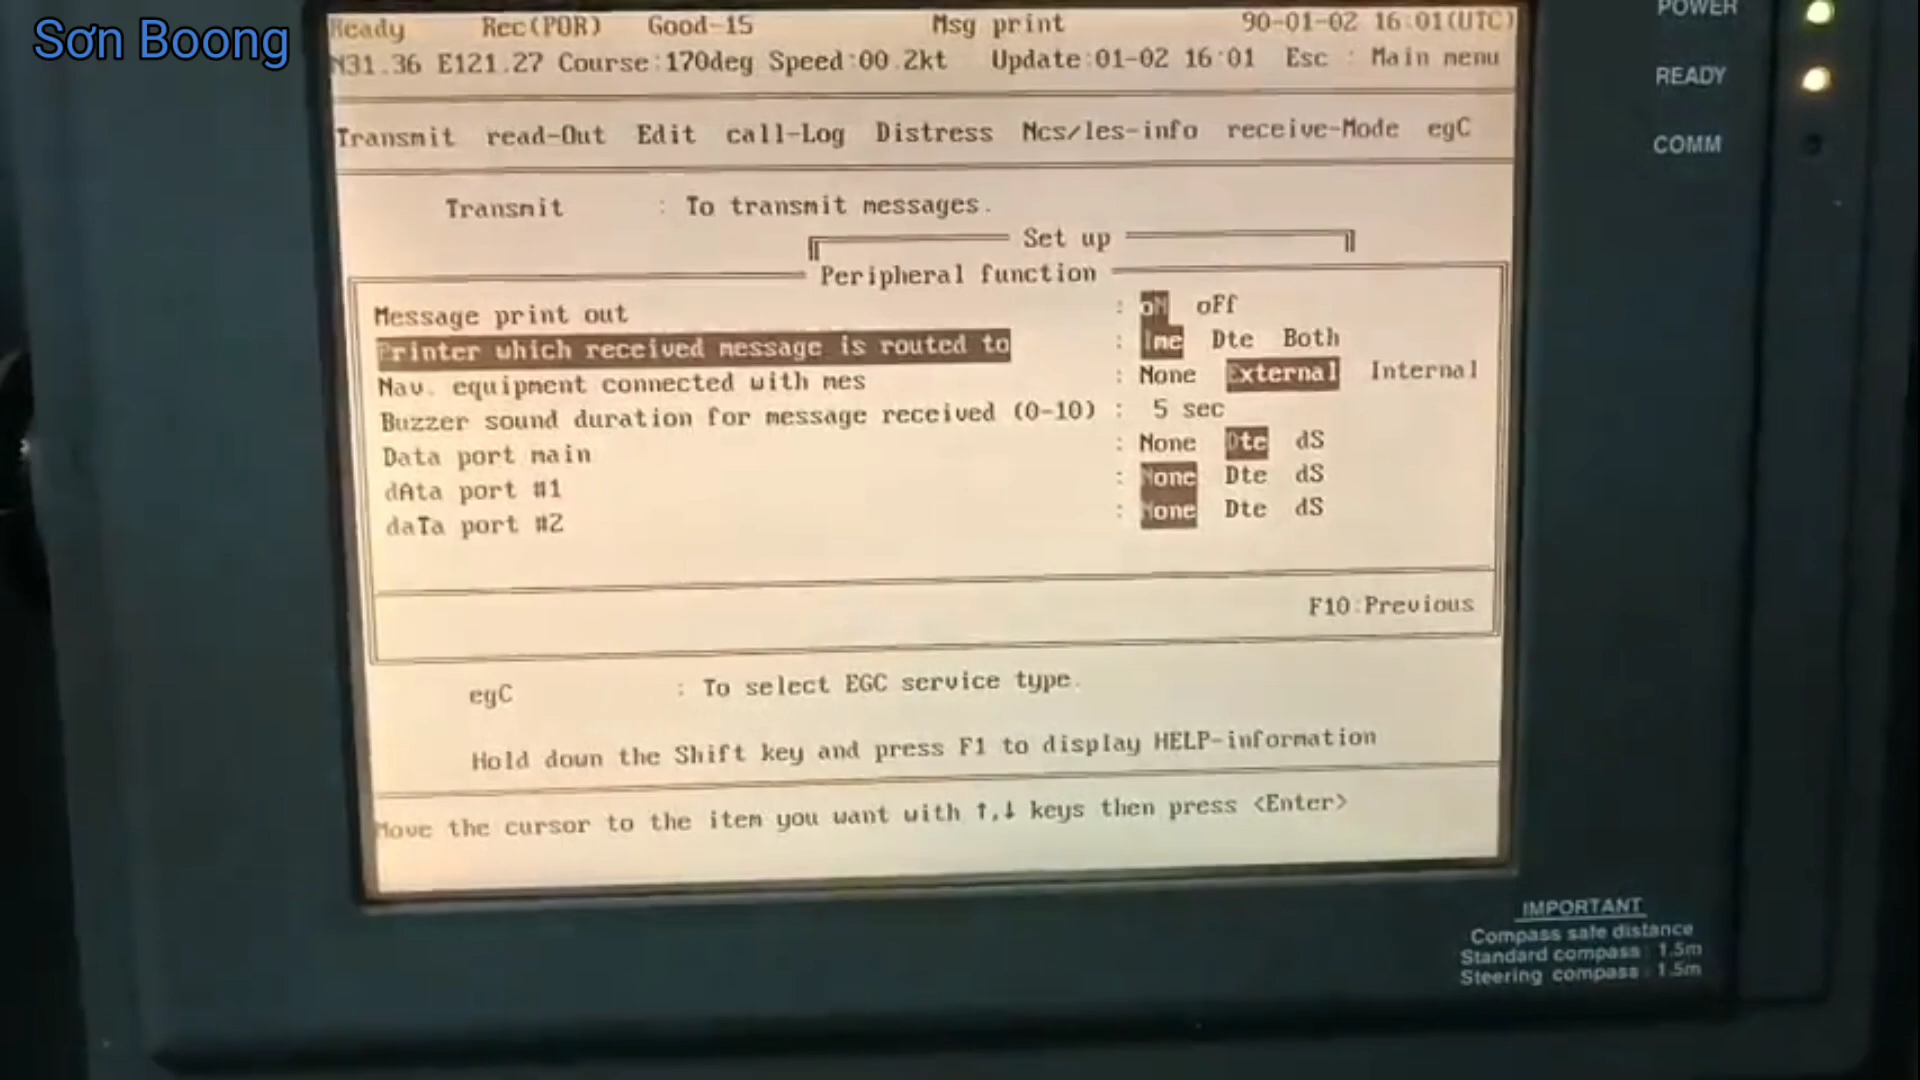 Sơn Boong
Ready Rec(POR) Good-15 Msg print 90-01-02 16:01(UTC)
N31.36 E121.27 Course:170deg Speed:00.2kt Update:01-02 16:01 Esc : Main menu
Transmit read-Out Edit call-Log Distress Ncs/les-info receive-Mode egC
Transmit : To transmit messages.
Set up
Peripheral function
Message print out : oN oFf
Printer which received message is routed to : Ime Dte Both
Nav. equipment connected with mes : None External Internal
Buzzer sound duration for message received (0-10) : 5 sec
Data port main : None Dte dS
dAta port #1 : None Dte dS
daTa port #2 : None Dte dS
F10:Previous
egC : To select EGC service type.
Hold down the Shift key and press F1 to display HELP-information
Move the cursor to the item you want with ↑,↓ keys then press <Enter>
POWER
READY
COMM
IMPORTANT
Compass safe distance
Standard compass : 1.5m
Steering compass : 1.5m